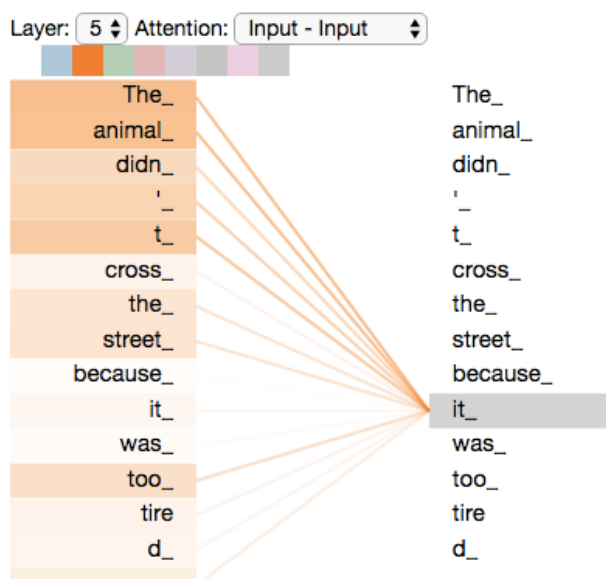 Layer: 5 Attention: Input - Input
The_ The_
animal_ animal_
didn_ didn_
'_ '_
t_ t_
cross_ cross_
the_ the_
street_ street_
because_ because_
it_ it_
was_ was_
too_ too_
tire tire
d_ d_